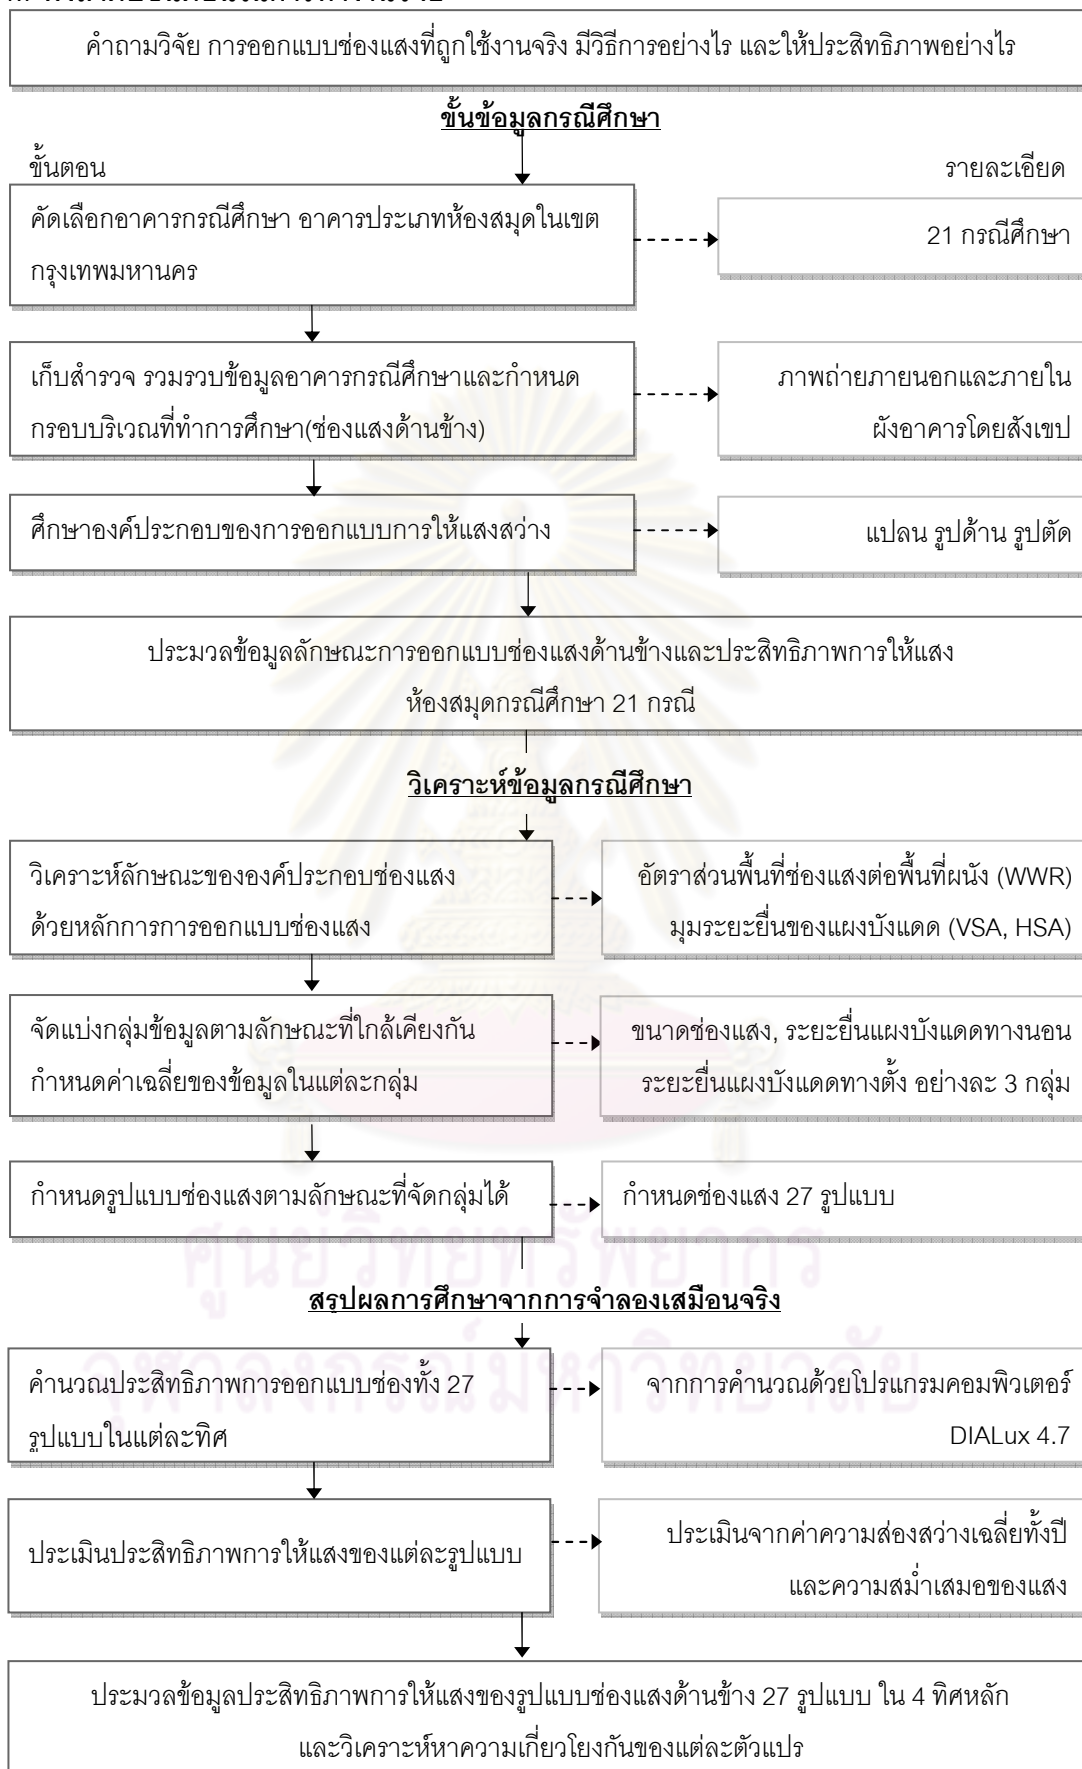 คำถามวิจัย การออกแบบช่องแสงที่ถูกใช้งานจริง มีวิธีการอย่างไร และให้ประสิทธิภาพอย่างไร
ขั้นข้อมูลกรณีศึกษา
ขั้นตอน
รายละเอียด
คัดเลือกอาคารกรณีศึกษา อาคารประเภทห้องสมุดในเขต
กรุงเทพมหานคร
21 กรณีศึกษา
เก็บสำรวจ รวมรวบข้อมูลอาคารกรณีศึกษาและกำหนด
กรอบบริเวณที่ทำการศึกษา(ช่องแสงด้านข้าง)
ภาพถ่ายภายนอกและภายใน
ผังอาคารโดยสังเขป
ศึกษาองค์ประกอบของการออกแบบการให้แสงสว่าง
แปลน รูปด้าน รูปตัด
ประมวลข้อมูลลักษณะการออกแบบช่องแสงด้านข้างและประสิทธิภาพการให้แสง
ห้องสมุดกรณีศึกษา 21 กรณี
วิเคราะห์ข้อมูลกรณีศึกษา
วิเคราะห์ลักษณะขององค์ประกอบช่องแสง
ด้วยหลักการการออกแบบช่องแสง
อัตราส่วนพื้นที่ช่องแสงต่อพื้นที่ผนัง (WWR)
มุมระยะยื่นของแผงบังแดด (VSA, HSA)
จัดแบ่งกลุ่มข้อมูลตามลักษณะที่ใกล้เคียงกัน
กำหนดค่าเฉลี่ยของข้อมูลในแต่ละกลุ่ม
ขนาดช่องแสง, ระยะยื่นแผงบังแดดทางนอน
ระยะยื่นแผงบังแดดทางตั้ง อย่างละ 3 กลุ่ม
กำหนดรูปแบบช่องแสงตามลักษณะที่จัดกลุ่มได้
กำหนดช่องแสง 27 รูปแบบ
ศูนย์วิทยทรัพยากร
สรุปผลการศึกษาจากการจำลองเสมือนจริง
จุฬาลงกรณ์มหาวิทยาลัย
คำนวณประสิทธิภาพการออกแบบช่องทั้ง 27
รูปแบบในแต่ละทิศ
จากการคำนวณด้วยโปรแกรมคอมพิวเตอร์
DIALux 4.7
ประเมินประสิทธิภาพการให้แสงของแต่ละรูปแบบ
ประเมินจากค่าความส่องสว่างเฉลี่ยทั้งปี
และความสม่ำเสมอของแสง
ประมวลข้อมูลประสิทธิภาพการให้แสงของรูปแบบช่องแสงด้านข้าง 27 รูปแบบ ใน 4 ทิศหลัก
และวิเคราะห์หาความเกี่ยวโยงกันของแต่ละตัวแปร